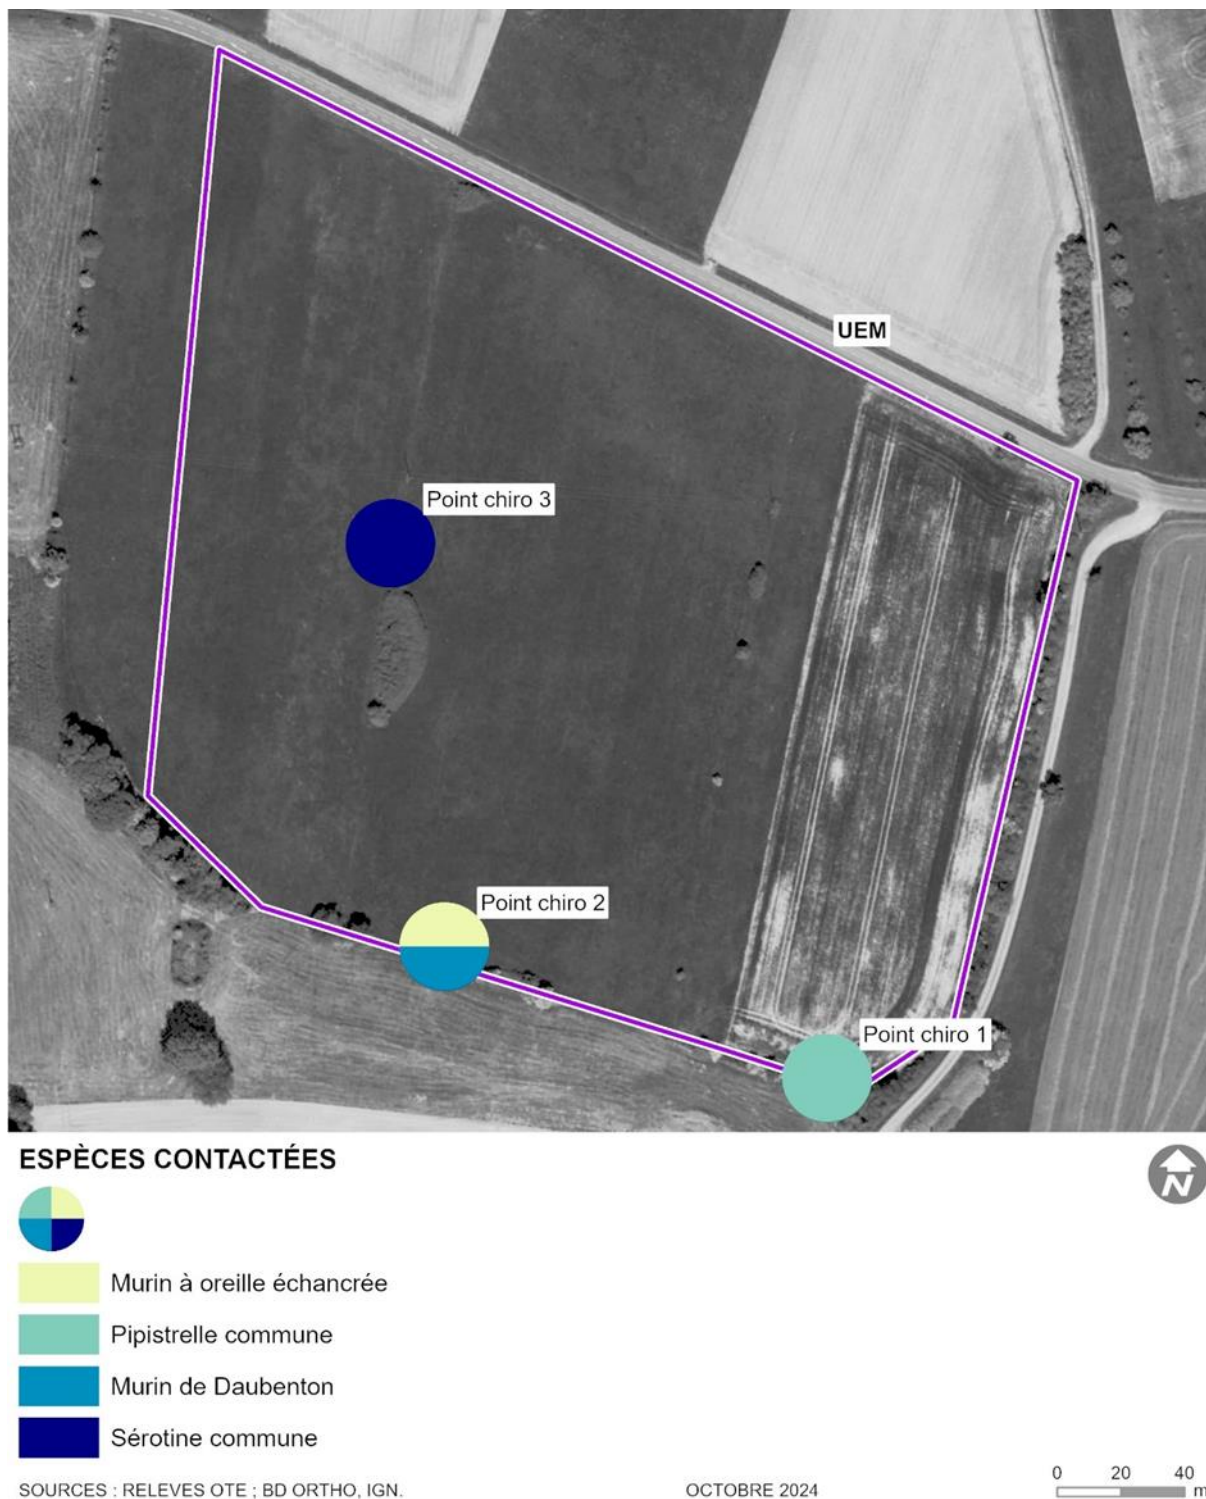 UEM
Point chiro 3
Point chiro 2
Point chiro 1
ESPÈCES CONTACTÉES
N
Murin à oreille échancrée
Pipistrelle commune
Murin de Daubenton
Sérotine commune
0 20 40
m
SOURCES : RELEVES OTE ; BD ORTHO, IGN. OCTOBRE 2024